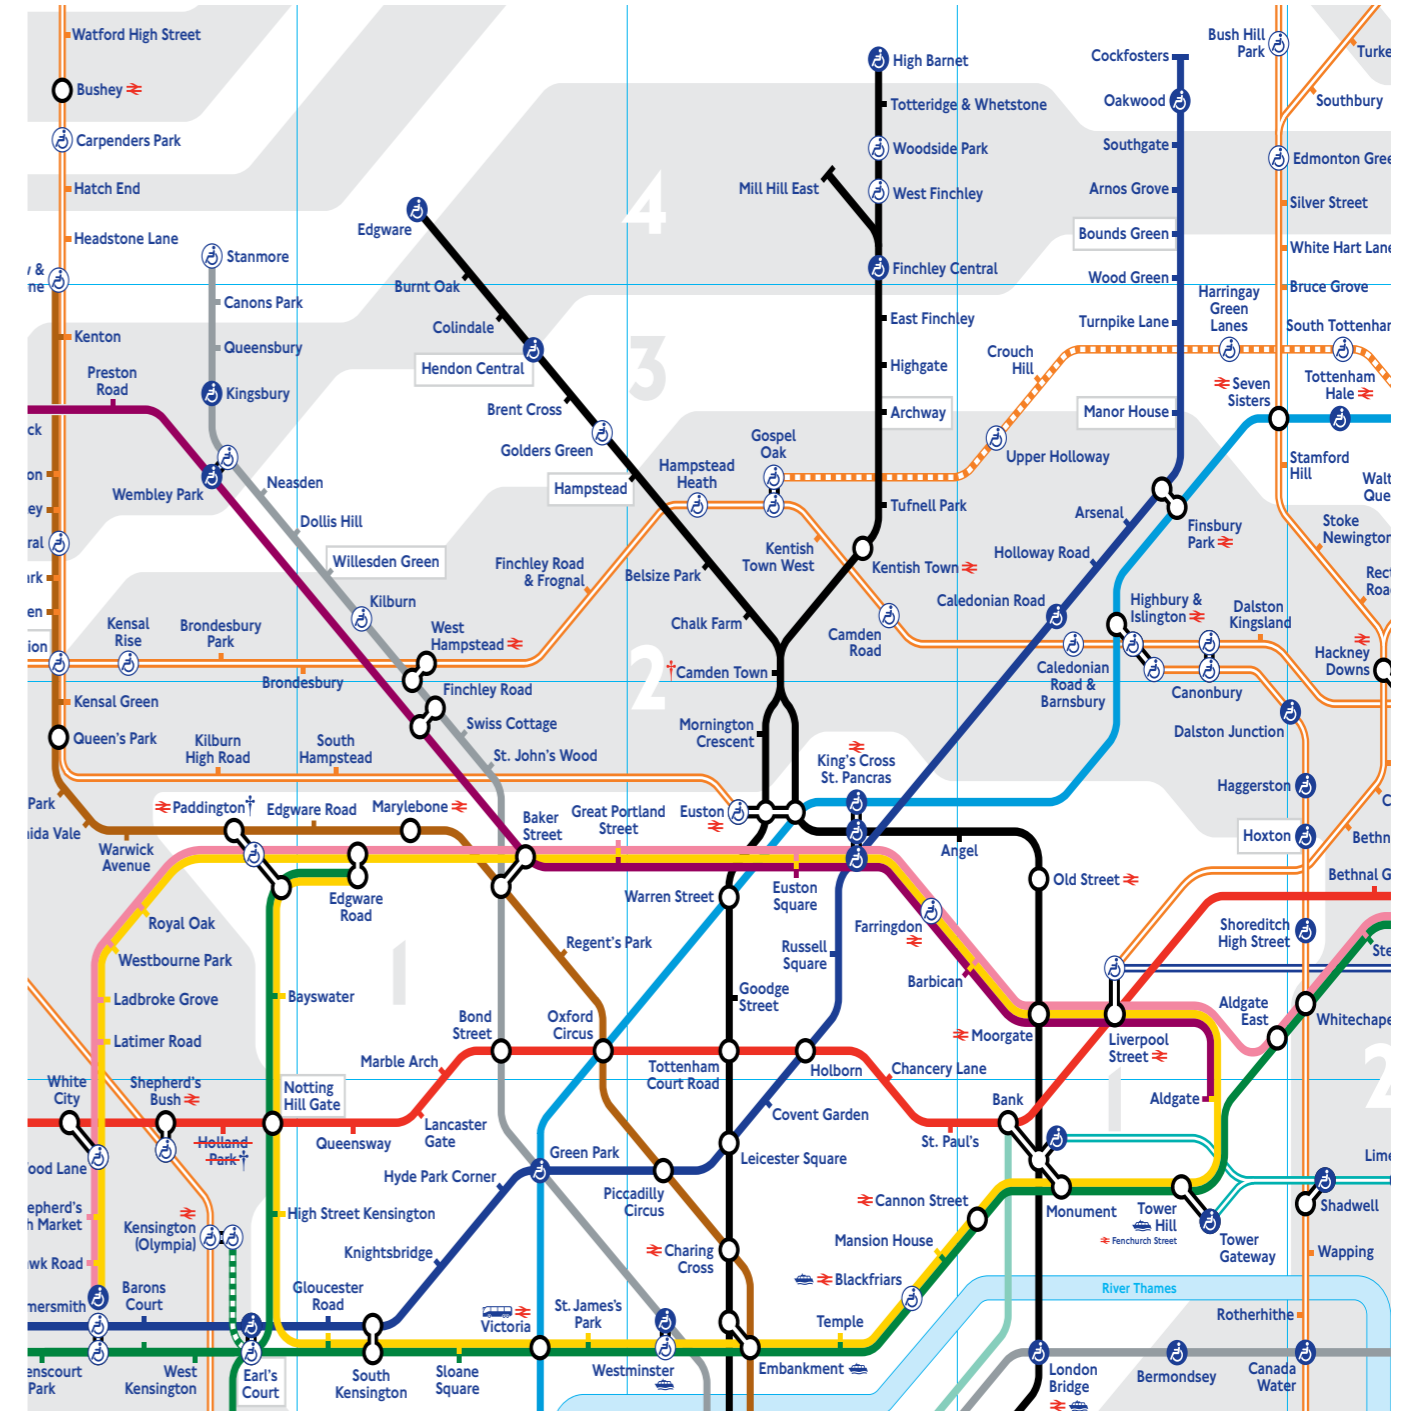 Watford High Street
Bushey
Carpenders Park
Hatch End
Headstone Lane
Kenton
Preston
Road
Stanmore
Canons Park
Queensbury
Kingsbury
Wembley Park
Neasden
Dollis Hill
Willesden Green
Kilburn
West
Hampstead
Finchley Road
Swiss Cottage
St. John's Wood
Edgware
Burnt Oak
Colindale
Hendon Central
Brent Cross
Golders Green
Hampstead
Belsize Park
Chalk Farm
†Camden Town
Mornington
Crescent
4
3
2
High Barnet
Totteridge & Whetstone
Woodside Park
Mill Hill East
West Finchley
Finchley Central
East Finchley
Highgate
Archway
Tufnell Park
Kentish Town
Cockfosters
Oakwood
Southgate
Arnos Grove
Bounds Green
Wood Green
Turnpike Lane
Manor House
Finsbury
Park
Arsenal
Holloway Road
Caledonian Road
Bush Hill
Park
Southbury
Silver Street
White Hart Lane
Bruce Grove
Harringay
Green
Lanes
Crouch
Hill
Upper Holloway
Seven
Sisters
Tottenham
Hale
Stamford
Hill
Stoke
Newington
Gospel
Oak
Hampstead
Heath
Finchley Road
& Frognal
Kentish
Town West
Camden
Road
Caledonian
Road &
Barnsbury
Highbury &
Islington
Dalston
Kingsland
Canonbury
Hackney
Downs
Dalston Junction
Haggerston
Hoxton
Shoreditch
High Street
Kensal
Rise
Brondesbury
Park
Brondesbury
Kensal Green
Queen's Park
Kilburn
High Road
South
Hampstead
Park
Warwick
Avenue
Paddington†
Edgware Road
Marylebone
Baker
Street
Great Portland
Street
Euston
King's Cross
St. Pancras
Angel
Old Street
Euston
Square
Warren Street
Edgware
Road
Royal Oak
Westbourne Park
Ladbroke Grove
Latimer Road
Bayswater
1
Regent's Park
Russell
Square
Goodge
Street
Farringdon
Barbican
Moorgate
Liverpool
Street
Aldgate
East
Aldgate
1
2
Bond
Street
Oxford
Circus
Marble Arch
Tottenham
Court Road
Holborn
Chancery Lane
Covent Garden
St. Paul's
Bank
White
City
Shepherd's
Bush
Holland
Park†
Notting
Hill Gate
Queensway
Lancaster
Gate
Green Park
Hyde Park Corner
Leicester Square
Piccadilly
Circus
Kensington
(Olympia)
High Street Kensington
Knightsbridge
Charing
Cross
Cannon Street
Mansion House
Blackfriars
Monument
Tower
Hill
Fenchurch Street
Tower
Gateway
Shadwell
Wapping
River Thames
Rotherhithe
Barons
Court
Gloucester
Road
Victoria
St. James's
Park
Temple
West
Kensington
Earl's
Court
South
Kensington
Sloane
Square
Westminster
Embankment
London
Bridge
Bermondsey
Canada
Water